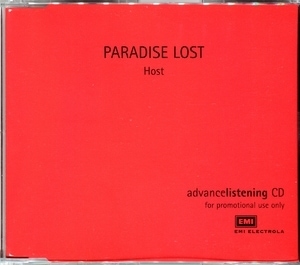 PARADISE LOST
Host
advancelistening CD
for promotional use only
EMI
EMI ELECTROLA